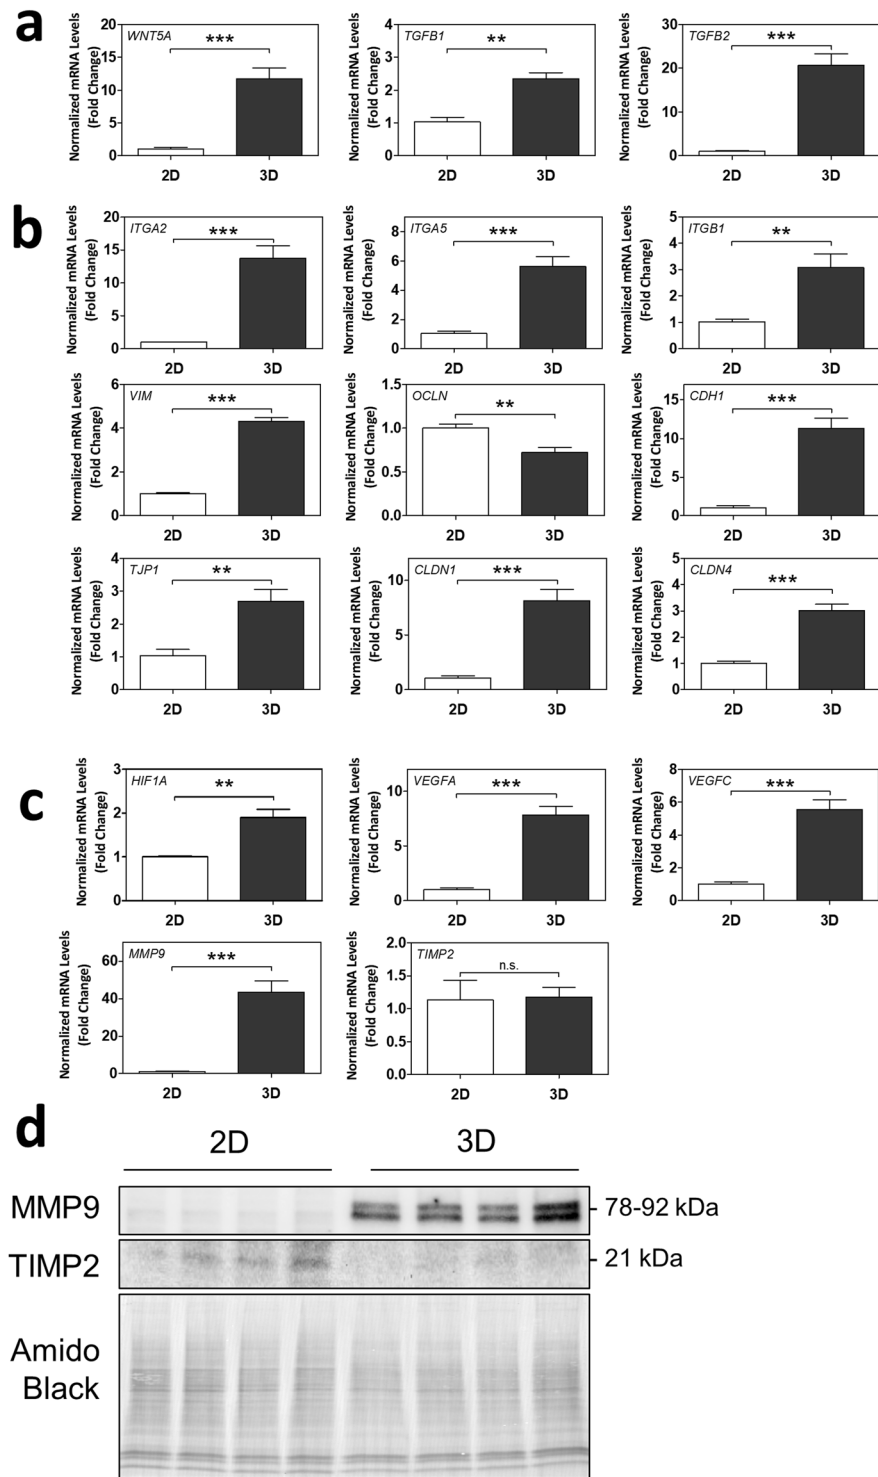 a
Normalized mRNA Levels
(Fold Change)
WNT5A
***
20
15
10
5
0
2D
3D
Normalized mRNA Levels
(Fold Change)
TGFB1
**
4
3
2
1
0
2D
3D
Normalized mRNA Levels
(Fold Change)
TGFB2
***
30
20
10
0
2D
3D
b
Normalized mRNA Levels
(Fold Change)
ITGA2
***
20
15
10
5
0
2D
3D
Normalized mRNA Levels
(Fold Change)
ITGA5
***
8
6
4
2
0
2D
3D
Normalized mRNA Levels
(Fold Change)
ITGB1
**
5
4
3
2
1
0
2D
3D
Normalized mRNA Levels
(Fold Change)
VIM
***
6
4
2
0
2D
3D
Normalized mRNA Levels
(Fold Change)
OCLN
**
1.5
1.0
0.5
0.0
2D
3D
Normalized mRNA Levels
(Fold Change)
CDH1
***
15
10
5
0
2D
3D
Normalized mRNA Levels
(Fold Change)
TJP1
**
4
3
2
1
0
2D
3D
Normalized mRNA Levels
(Fold Change)
CLDN1
***
10
5
0
2D
3D
Normalized mRNA Levels
(Fold Change)
CLDN4
***
5
4
3
2
1
0
2D
3D
c
Normalized mRNA Levels
(Fold Change)
HIF1A
**
3
2
1
0
2D
3D
Normalized mRNA Levels
(Fold Change)
VEGFA
***
10
5
0
2D
3D
Normalized mRNA Levels
(Fold Change)
VEGFC
***
8
6
4
2
0
2D
3D
Normalized mRNA Levels
(Fold Change)
MMP9
***
60
40
20
0
2D
3D
Normalized mRNA Levels
(Fold Change)
TIMP2
n.s.
2.0
1.5
1.0
0.5
0.0
2D
3D
d
2D
3D
MMP9
78-92 kDa
TIMP2
21 kDa
Amido
Black